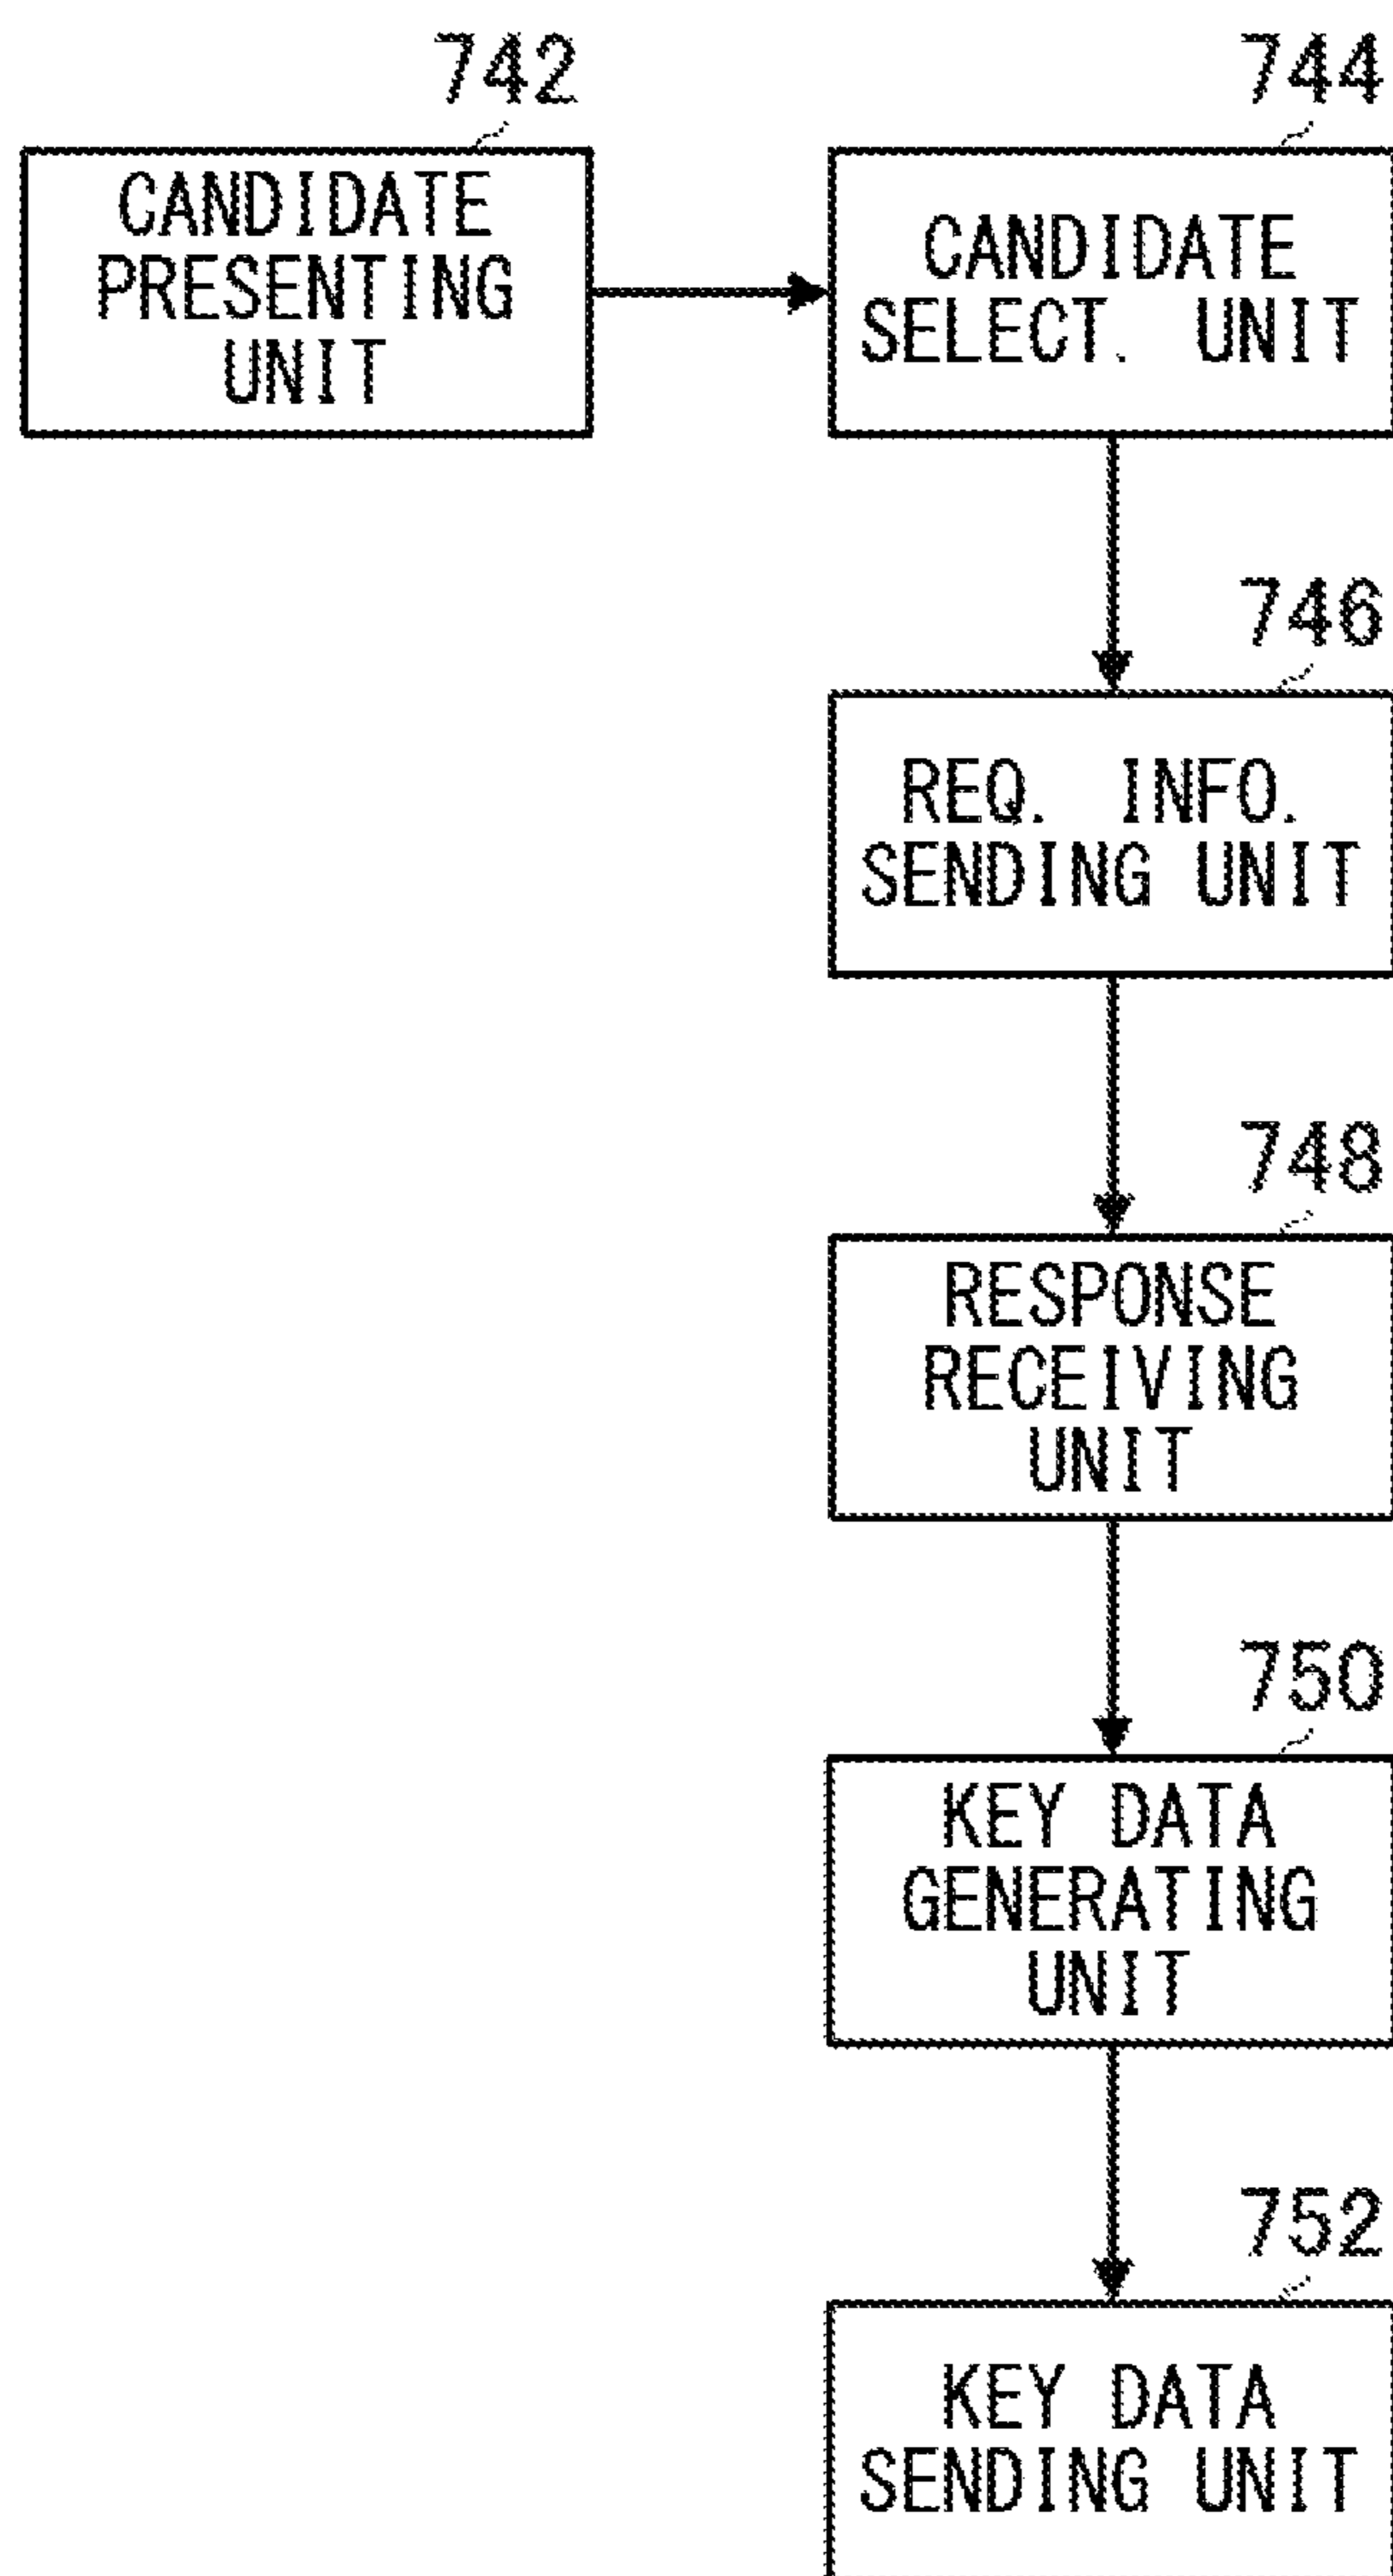 742
CANDIDATE
PRESENTING
UNIT
744
CANDIDATE
SELECT. UNIT
746
REQ. INFO.
SENDING UNIT
748
RESPONSE
RECEIVING
UNIT
750
KEY DATA
GENERATING
UNIT
752
KEY DATA
SENDING UNIT